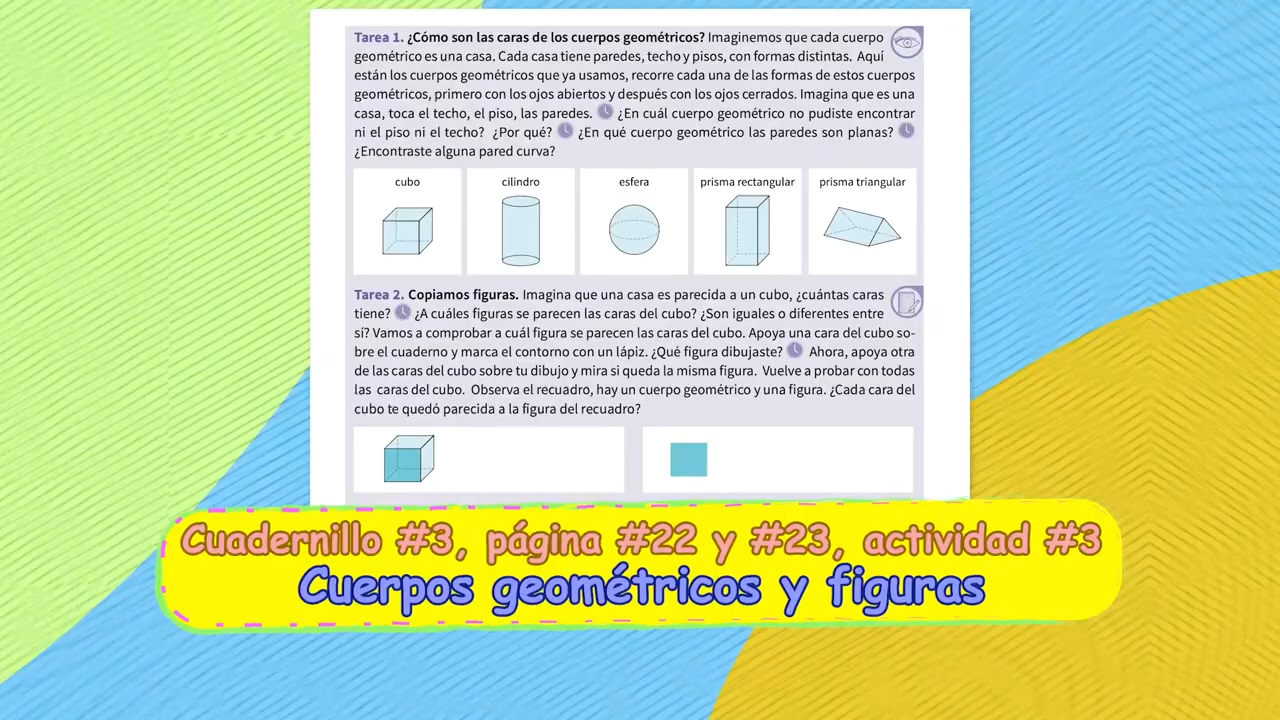 Tarea 1. ¿Cómo son las caras de los cuerpos geométricos? Imaginemos que cada cuerpo
geométrico es una casa. Cada casa tiene paredes, techo y pisos, con formas distintas. Aquí
están los cuerpos geométricos que ya usamos, recorre cada una de las formas de estos cuerpos
geométricos, primero con los ojos abiertos y después con los ojos cerrados. Imagina que es una
casa, toca el techo, el piso, las paredes. ¿En cuál cuerpo geométrico no pudiste encontrar
ni el piso ni el techo? ¿Por qué? ¿En qué cuerpo geométrico las paredes son planas?
¿Encontraste alguna pared curva?
cubo
cilindro
esfera
prisma rectangular
prisma triangular
Tarea 2. Copiamos figuras. Imagina que una casa es parecida a un cubo, ¿cuántas caras
tiene? ¿A cuáles figuras se parecen las caras del cubo? ¿Son iguales o diferentes entre
sí? Vamos a comprobar a cuál figura se parecen las caras del cubo. Apoya una cara del cubo so-
bre el cuaderno y marca el contorno con un lápiz. ¿Qué figura dibujaste? Ahora, apoya otra
de las caras del cubo sobre tu dibujo y mira si queda la misma figura. Vuelve a probar con todas
las caras del cubo. Observa el recuadro, hay un cuerpo geométrico y una figura. ¿Cada cara del
cubo te quedó parecida a la figura del recuadro?
Cuadernillo #3, página #22 y #23, actividad #3
Cuerpos geométricos y figuras